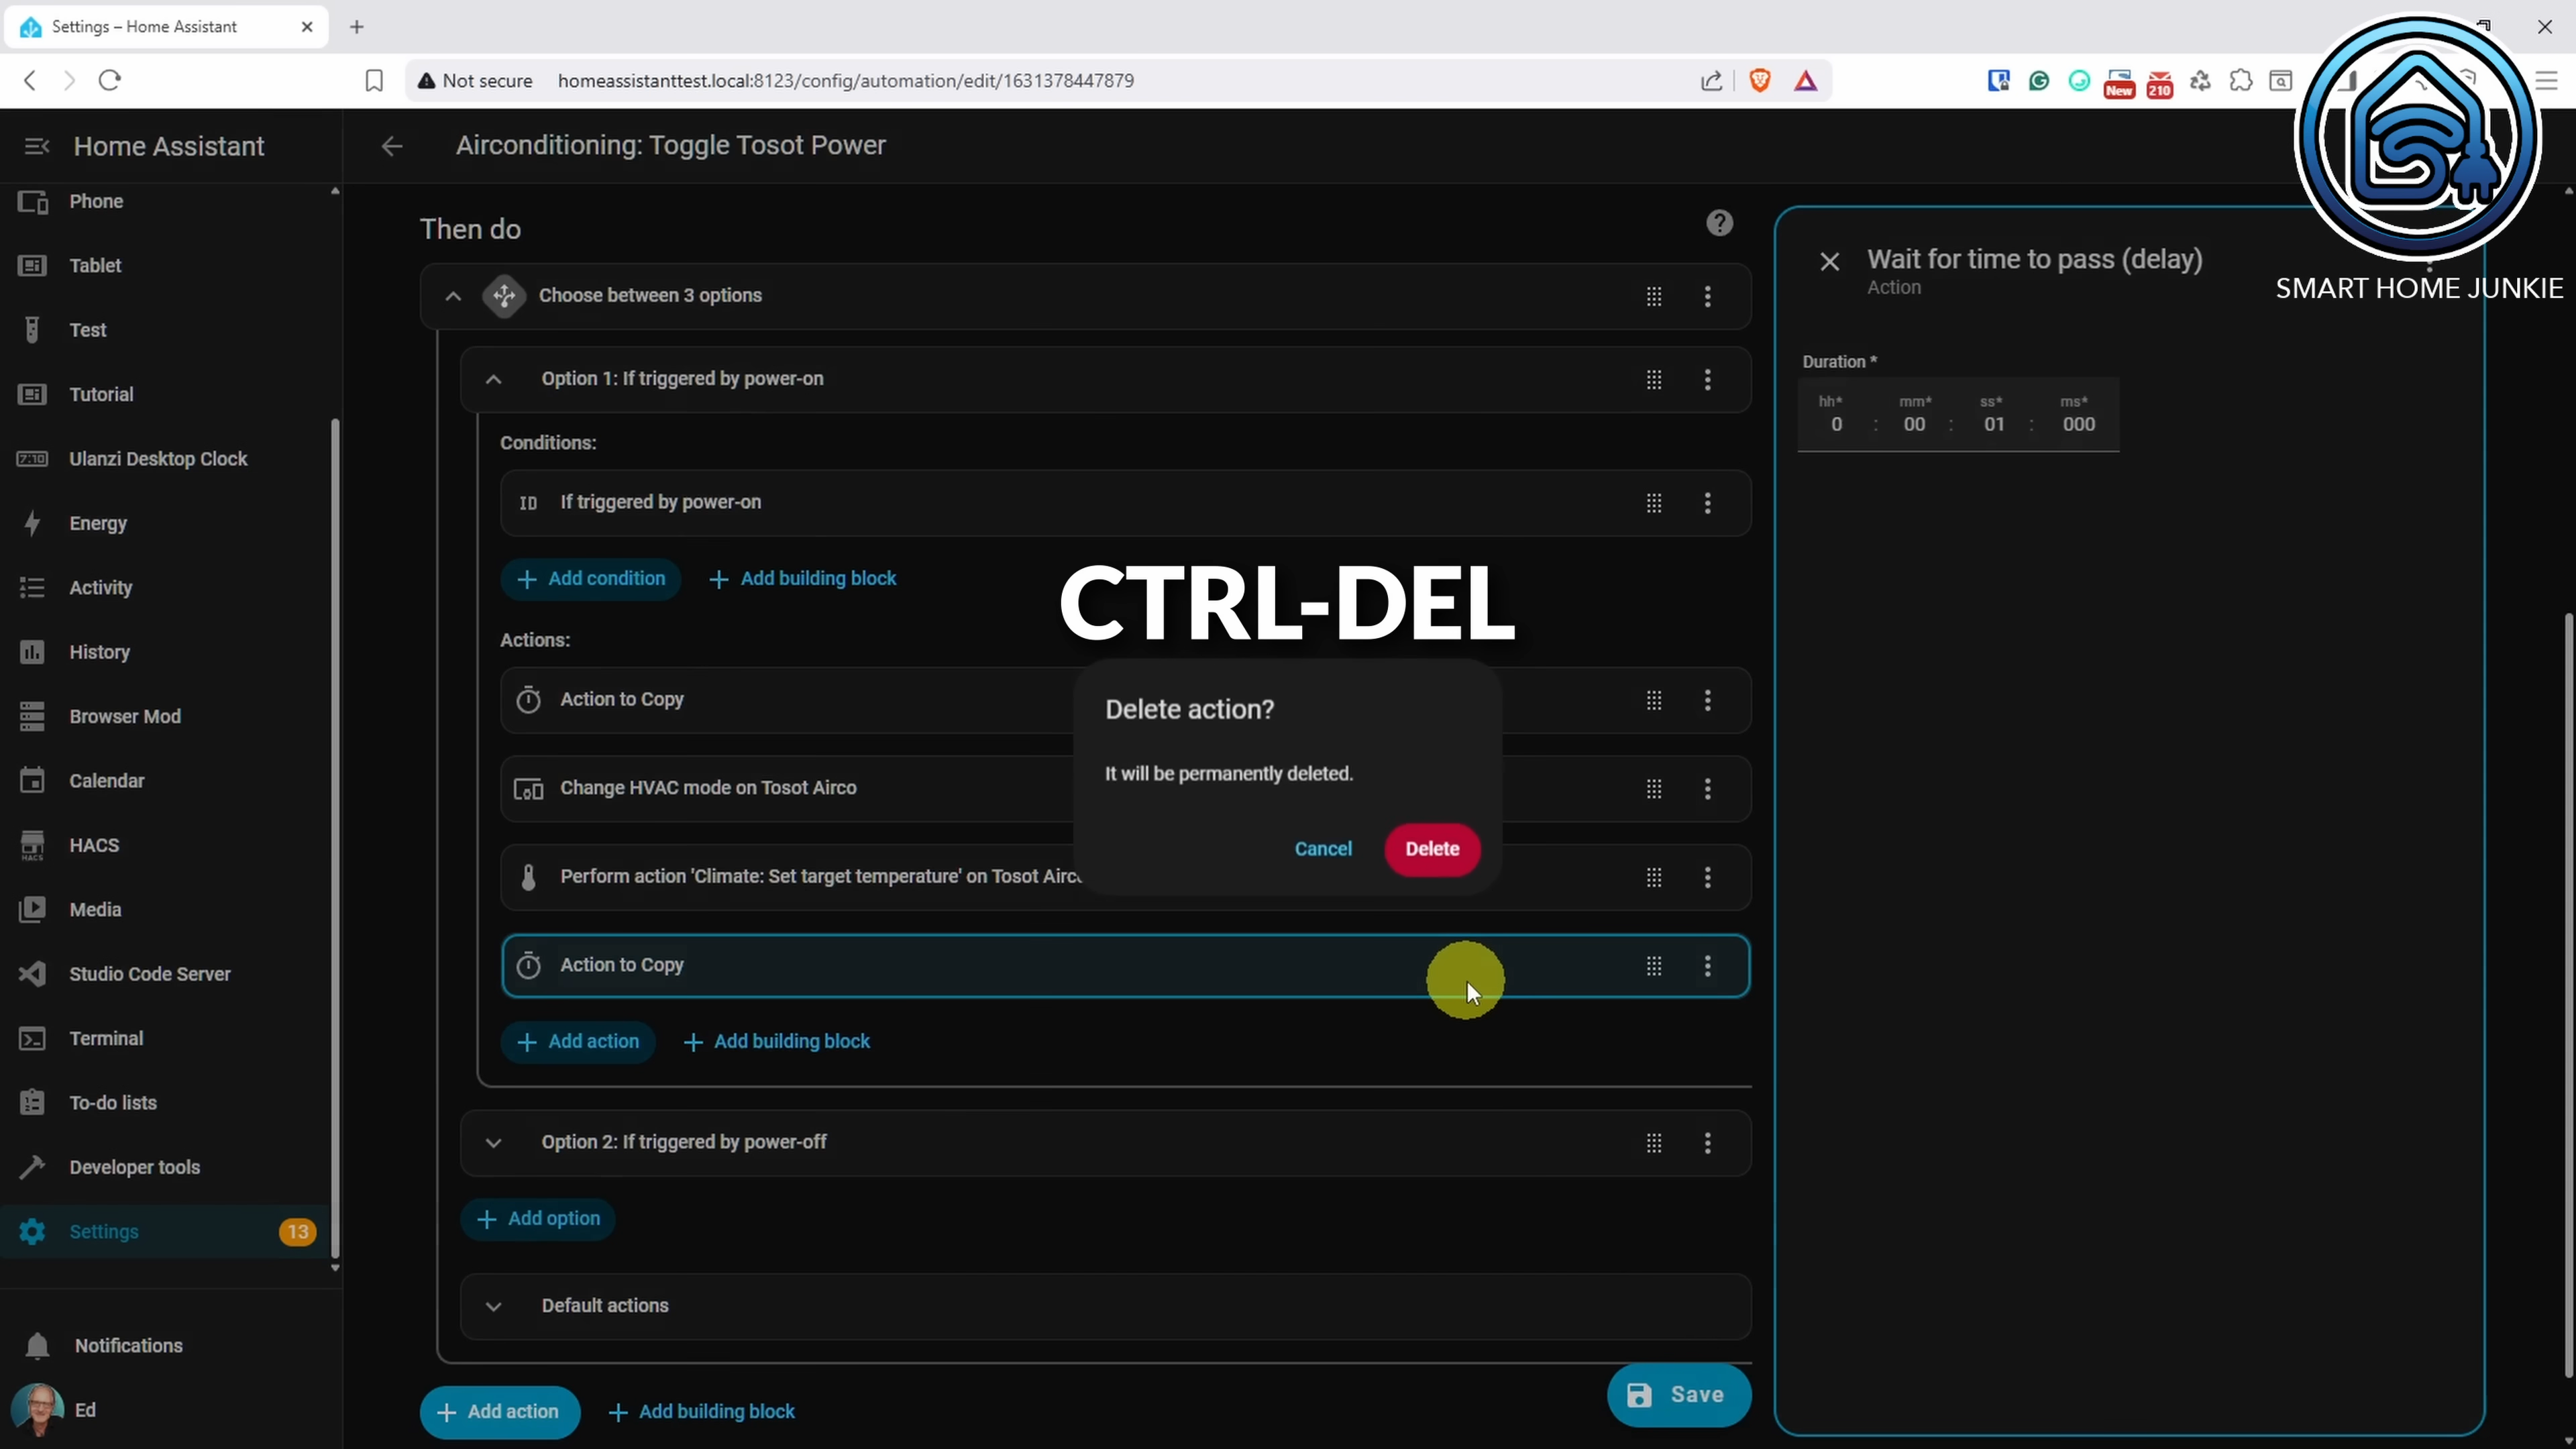 Settings – Home Assistant
Not secure
homeassistanttest.local:8123/config/automation/edit/1631378447879
New
210
Home Assistant
Airconditioning: Toggle Tosot Power
SMART HOME JUNKIE
Phone
Tablet
Test
Tutorial
7:10
Ulanzi Desktop Clock
Energy
Activity
History
Browser Mod
Calendar
HACS
HACS
Media
Studio Code Server
Terminal
To-do lists
Developer tools
Settings
13
Notifications
Ed
Then do
Choose between 3 options
Option 1: If triggered by power-on
Conditions:
ID
If triggered by power-on
Add condition
Add building block
CTRL-DEL
Actions:
Action to Copy
Change HVAC mode on Tosot Airco
Perform action 'Climate: Set target temperature' on Tosot Airco
Action to Copy
Add action
Add building block
Option 2: If triggered by power-off
Add option
Default actions
Add action
Add building block
Save
Delete action?
It will be permanently deleted.
Cancel
Delete
Wait for time to pass (delay)
Action
Duration *
hh* mm* ss* ms*
0 : 00 : 01 : 000